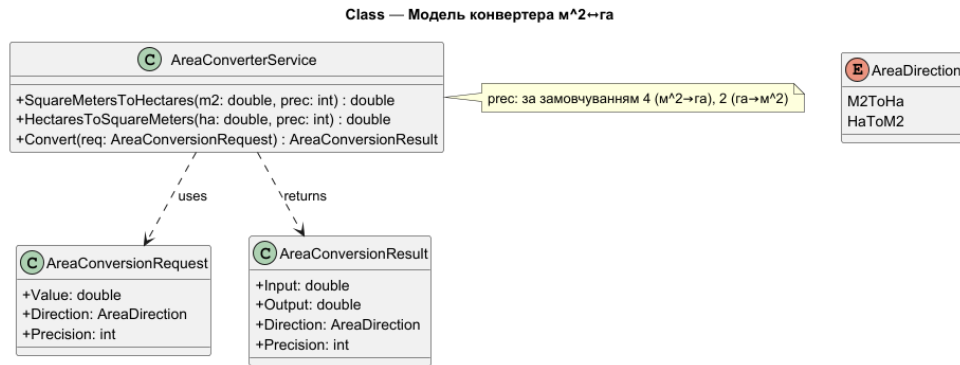 Class — Модель конвертера м^2↔га
C AreaConverterService
+SquareMetersToHectares(m2: double, prec: int) : double
+HectaresToSquareMeters(ha: double, prec: int) : double
+Convert(req: AreaConversionRequest) : AreaConversionResult
prec: за замовчуванням 4 (м^2→га), 2 (га→м^2)
E AreaDirection
M2ToHa
HaToM2
uses
returns
C AreaConversionRequest
+Value: double
+Direction: AreaDirection
+Precision: int
C AreaConversionResult
+Input: double
+Output: double
+Direction: AreaDirection
+Precision: int